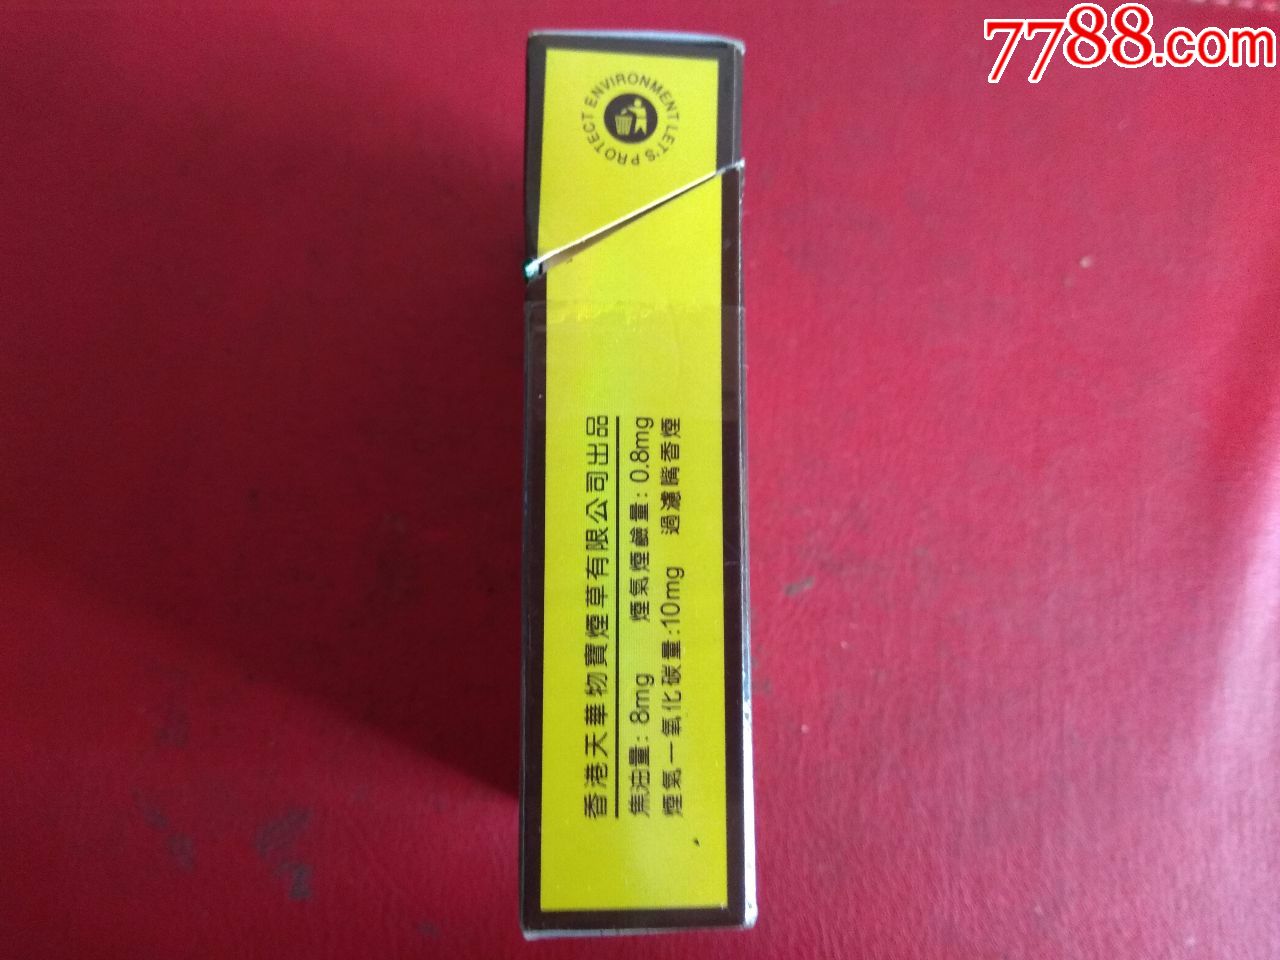 7788.com
LET'S PROTECT ENVIRONMENT
香港天華物寶煙草有限公司出品
焦油量: 8mg 煙氣煙鹼量: 0.8mg
煙氣一氧化碳量:10mg 過濾嘴香煙